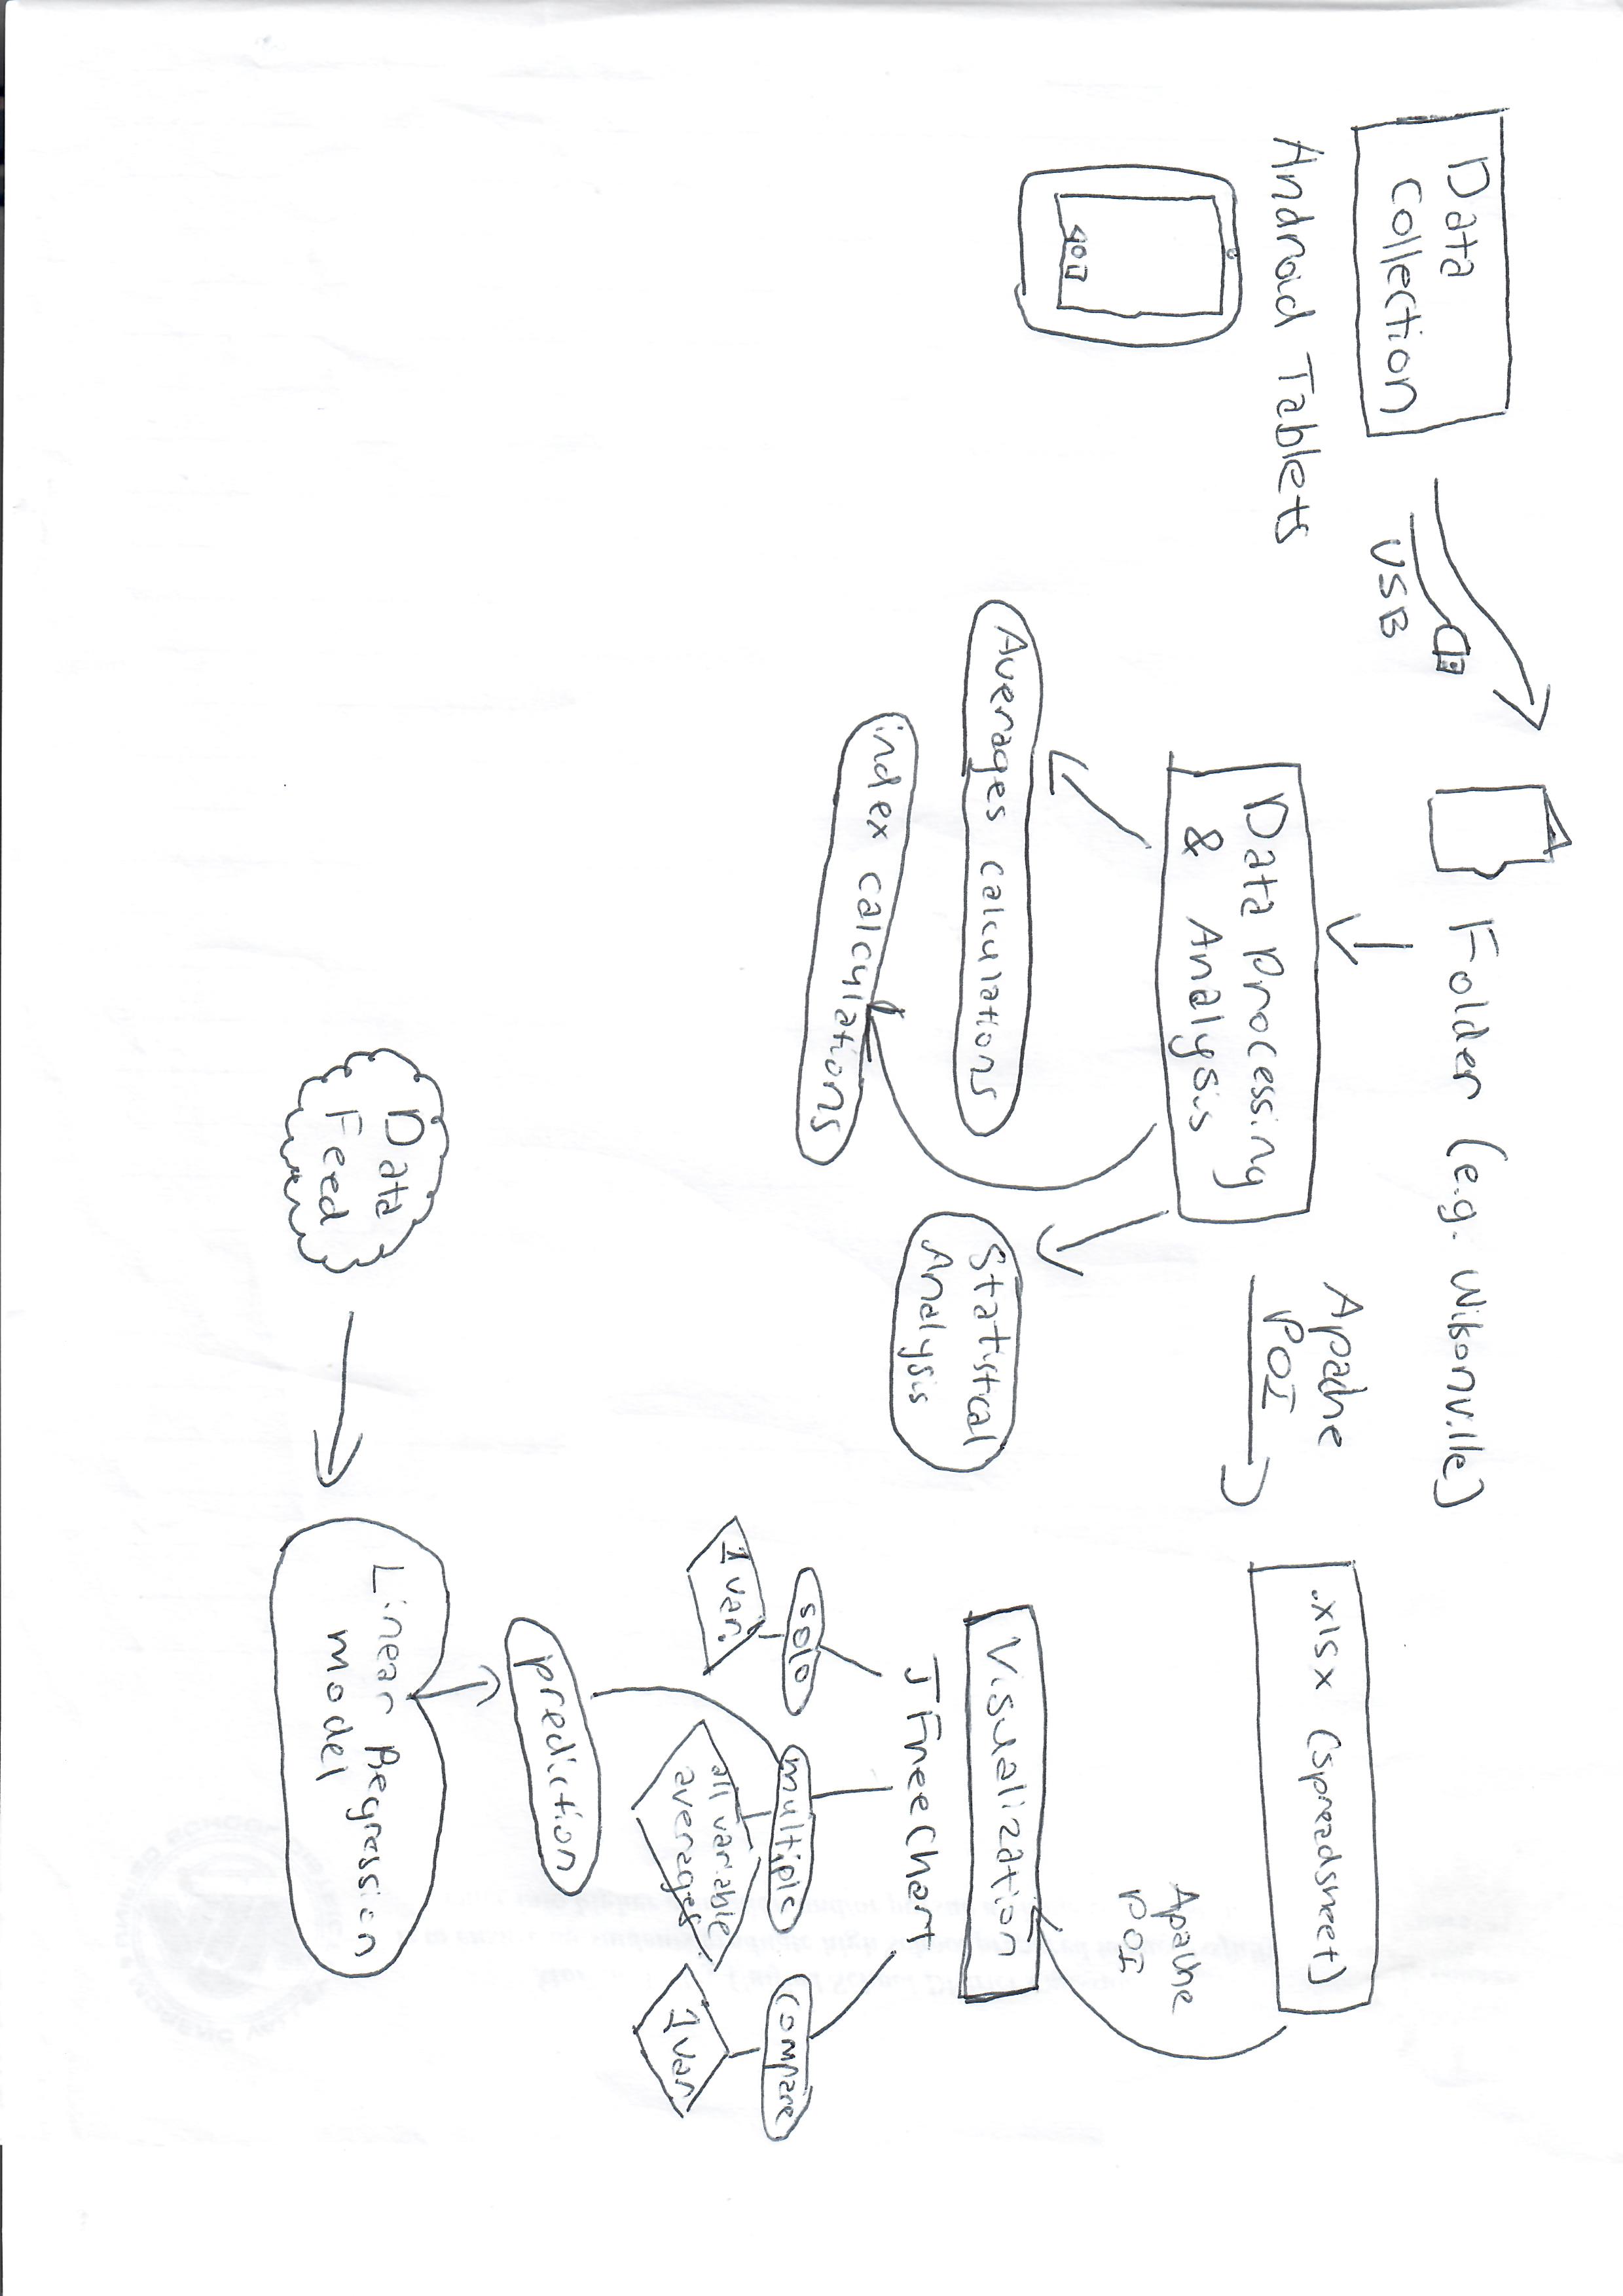 Data
Collection
USB
Folder (e.g. Wilsonville)
Android Tablets
Data Processing
& Analysis
Apache
POI
.xlsx (spreadsheet)
Apache
POI
Averages calculations
index calculations
Statistical
Analysis
Visualization
JFreeChart
solo
multiple
compare
1 var.
all variable
averages
1 var
prediction
Data
Feed
Linear Regression
model